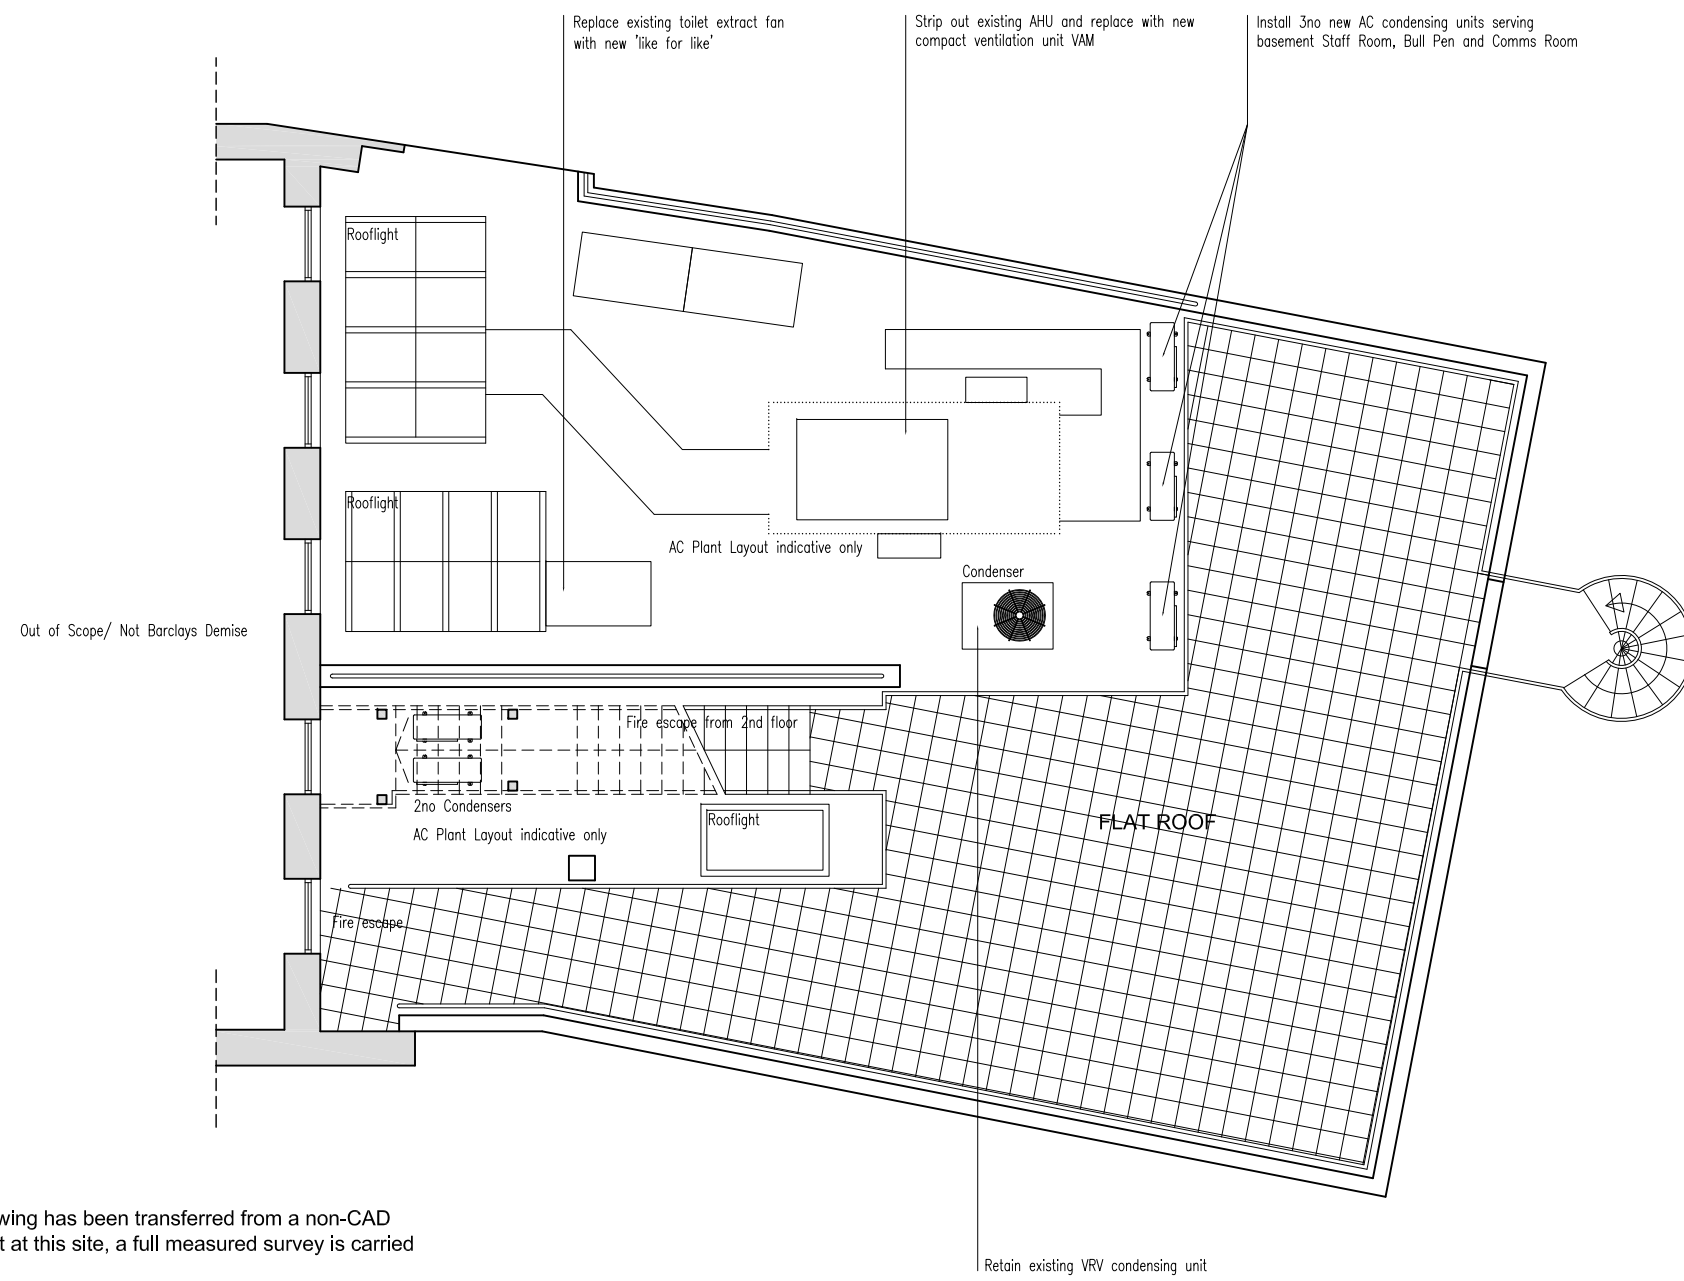 Replace existing toilet extract fan
with new 'like for like'
Strip out existing AHU and replace with new
compact ventilation unit VAM
Install 3no new AC condensing units serving
basement Staff Room, Bull Pen and Comms Room
Rooflight
Rooflight
AC Plant Layout indicative only
Condenser
Out of Scope/ Not Barclays Demise
Fire escape from 2nd floor
2no Condensers
AC Plant Layout indicative only
Rooflight
FLAT ROOF
Fire escape
wing has been transferred from a non-CAD
t at this site, a full measured survey is carried
Retain existing VRV condensing unit